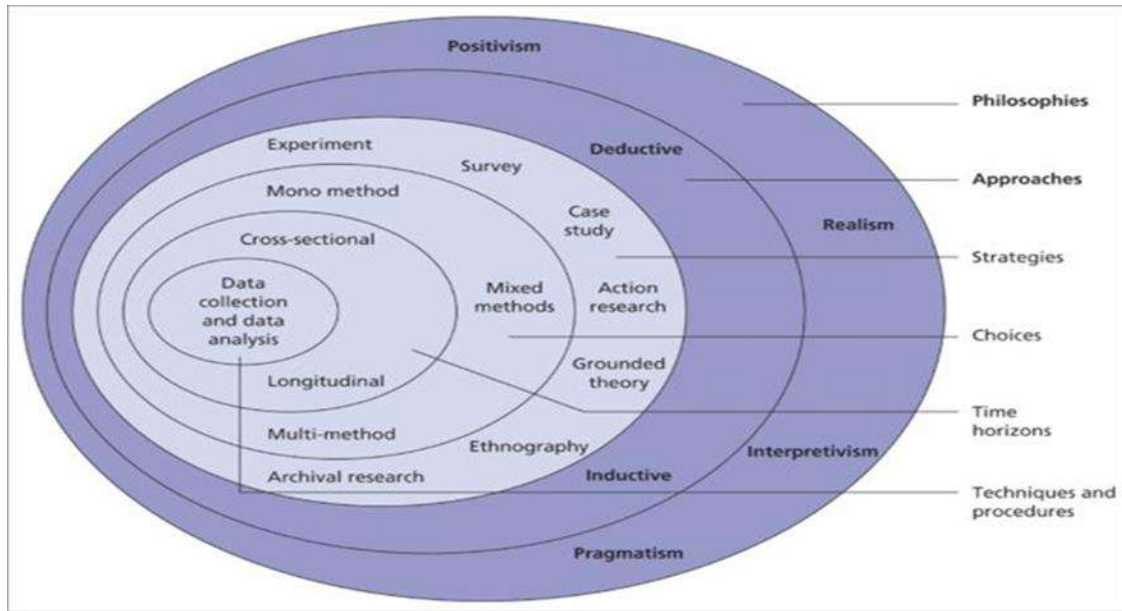 Positivism
Philosophies
Experiment
Survey
Deductive
Mono method
Approaches
Case
study
Realism
Cross-sectional
Strategies
Data
collection
and data
analysis
Mixed
methods
Action
research
Choices
Grounded
theory
Longitudinal
Time
horizons
Multi-method
Ethnography
Interpretivism
Archival research
Inductive
Techniques and
procedures
Pragmatism